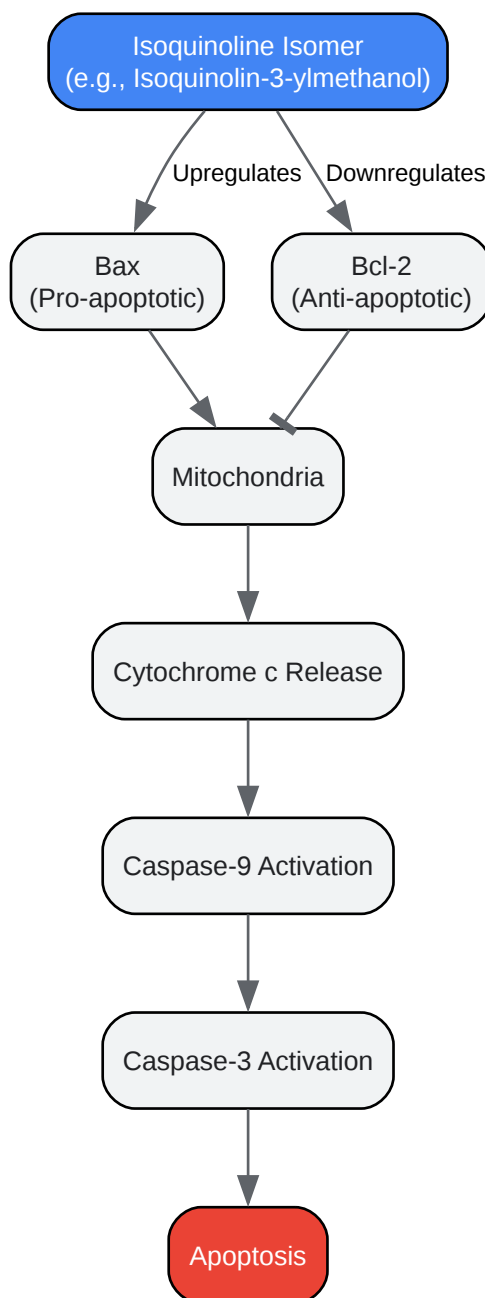 Isoquinoline Isomer
(e.g., Isoquinolin-3-ylmethanol)
Upregulates
Downregulates
Bax
(Pro-apoptotic)
Bcl-2
(Anti-apoptotic)
Mitochondria
Cytochrome c Release
Caspase-9 Activation
Caspase-3 Activation
Apoptosis